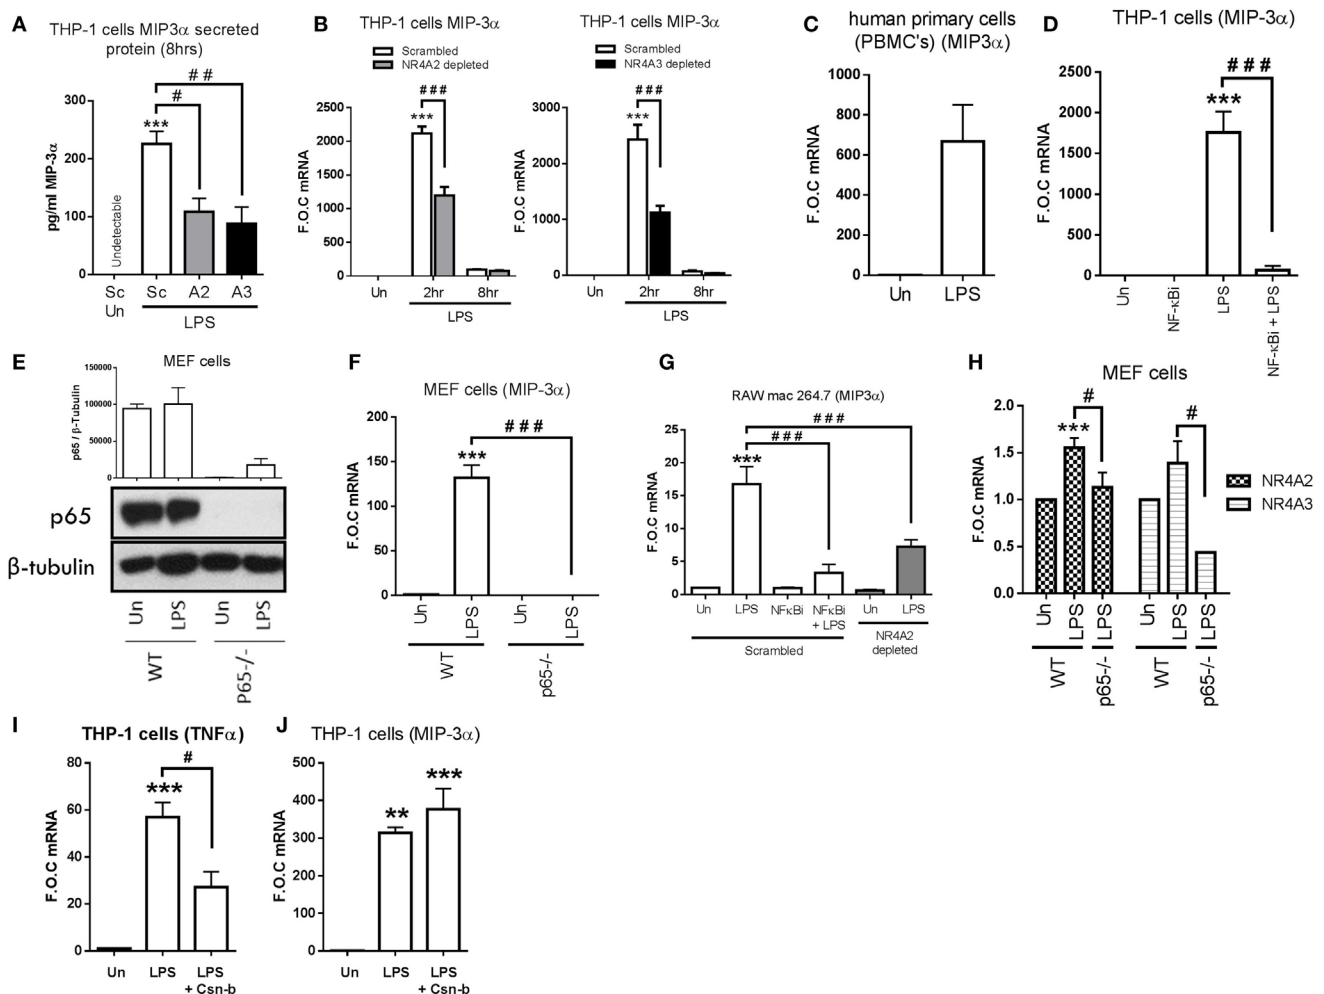 A
THP-1 cells MIP3α secreted
protein (8hrs)
# #
#
***
300
200
100
0
pg/ml MIP-3α
Undetectable
Sc
Sc
A2
A3
Un
LPS
B
THP-1 cells MIP-3α
Scrambled
NR4A2 depleted
###
***
2500
2000
1500
1000
500
0
F.O.C mRNA
Un
2hr
8hr
LPS
THP-1 cells MIP-3α
Scrambled
NR4A3 depleted
###
***
3000
2000
1000
0
F.O.C mRNA
Un
2hr
8hr
LPS
C
human primary cells
(PBMC's) (MIP3α)
1000
800
600
400
200
0
F.O.C mRNA
Un
LPS
D
THP-1 cells (MIP-3α)
###
***
2500
2000
1500
1000
500
0
F.O.C mRNA
Un
NF-κBi
LPS
NF-κBi + LPS
E
MEF cells
150000
100000
50000
0
p65 / β-Tubulin
p65
β-tubulin
Un
LPS
Un
LPS
WT
P65-/-
F
MEF cells (MIP-3α)
###
***
200
150
100
50
0
F.O.C mRNA
Un
LPS
Un
LPS
WT
p65-/-
G
RAW mac 264.7 (MIP3α)
###
###
***
25
20
15
10
5
0
F.O.C mRNA
Un
LPS
NFκBi
NFκBi
+ LPS
Un
LPS
Scrambled
NR4A2
depleted
H
MEF cells
#
#
***
2.0
1.5
1.0
0.5
0.0
F.O.C mRNA
NR4A2
NR4A3
Un
LPS
LPS
Un
LPS
LPS
WT
p65-/-
WT
p65-/-
I
THP-1 cells (TNFα)
#
***
80
60
40
20
0
F.O.C mRNA
Un
LPS
LPS
+ Csn-b
J
THP-1 cells (MIP-3α)
**
***
500
400
300
200
100
0
F.O.C mRNA
Un
LPS
LPS
+ Csn-b